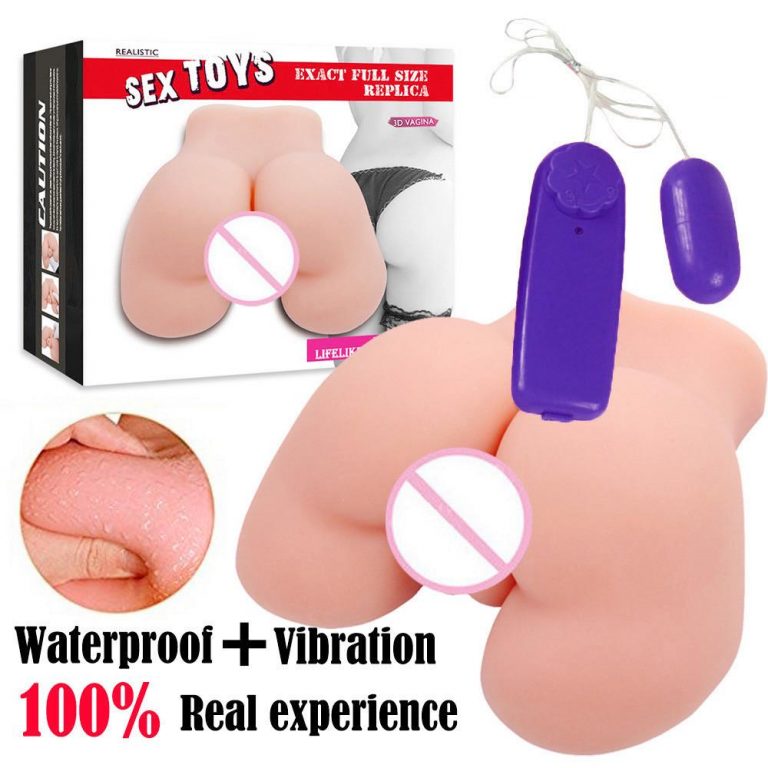 REALISTIC
SEX TOYS
EXACT FULL SIZE
REPLICA
3D VAGINA
CAUTION
Waterproof + Vibration
100% Real experience